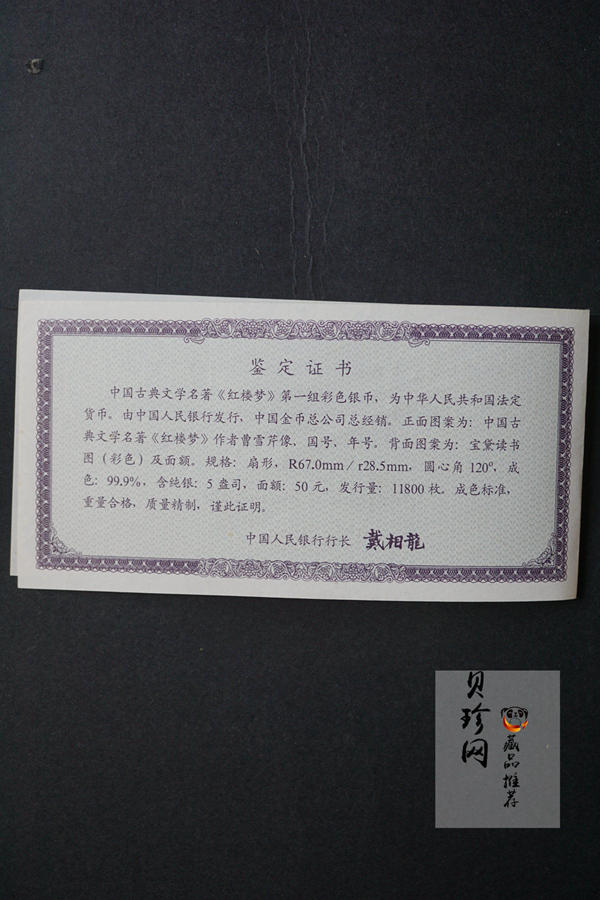 鉴定证书
中国古典文学名著《红楼梦》第一组彩色银币，为中华人民共和国法定
货币。由中国人民银行发行，中国金币总公司总经销。正面图案为：中国古
典文学名著《红楼梦》作者曹雪芹像，国号、年号。背面图案为：宝黛读书
图（彩色）及面额。规格：扇形，R67.0mm／r28.5mm，圆心角120°，成
色：99.9%，含纯银：5盎司，面额：50元，发行量：11800枚。成色标准，
重量合格，质量精制，谨此证明。
中国人民银行行长 戴相龍
贝珍网
藏品推荐